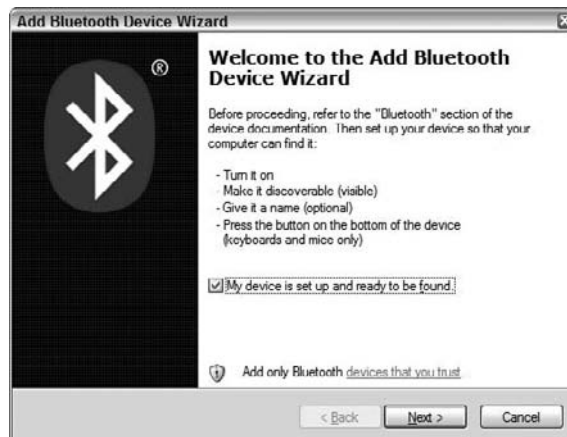 Add Bluetooth Device Wizard
®
Welcome to the Add Bluetooth
Device Wizard
Before proceeding, refer to the "Bluetooth" section of the
device documentation. Then set up your device so that your
computer can find it:
- Turn it on
- Make it discoverable (visible)
- Give it a name (optional)
- Press the button on the bottom of the device
(keyboards and mice only)
My device is set up and ready to be found.
Add only Bluetooth devices that you trust
< Back
Next >
Cancel